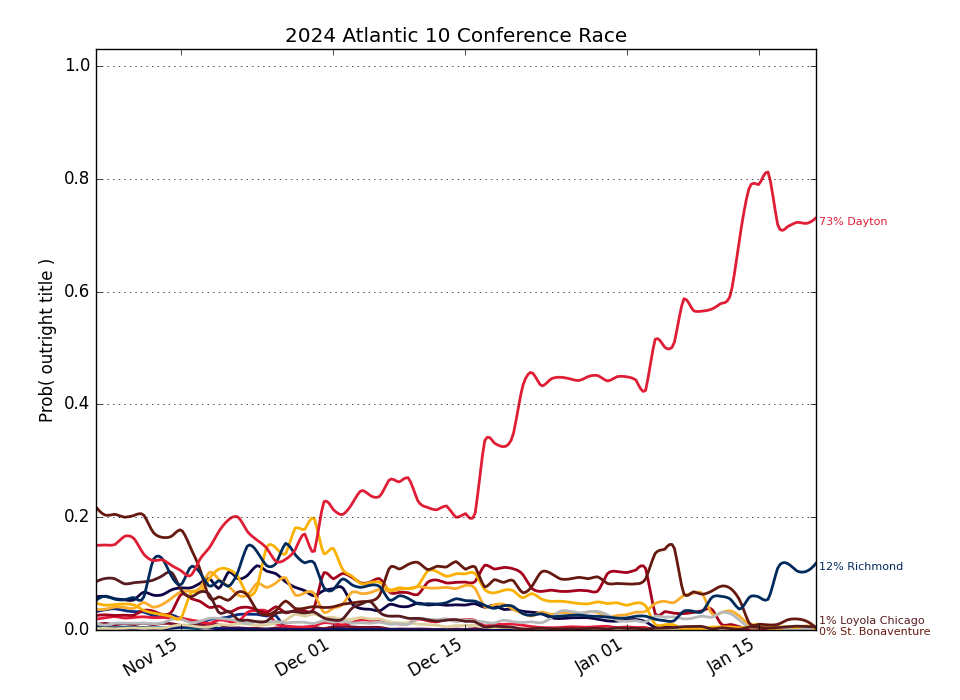 2024 Atlantic 10 Conference Race
Prob( outright title )
1.0
0.8
0.6
0.4
0.2
0.0
73% Dayton
12% Richmond
1% Loyola Chicago
0% St. Bonaventure
Nov 15
Dec 01
Dec 15
Jan 01
Jan 15